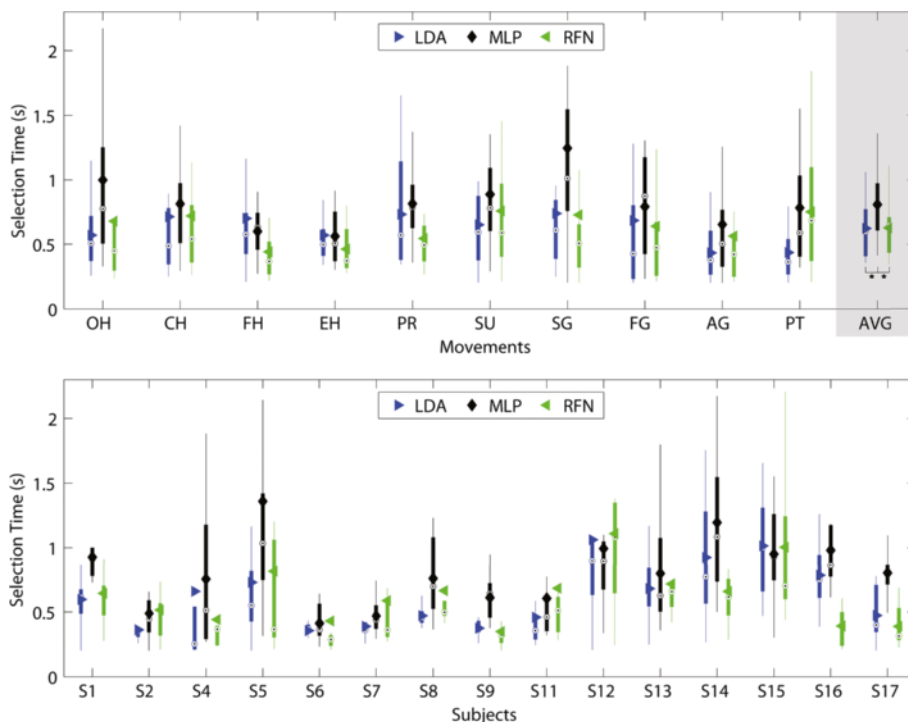 LDA MLP RFN
2
1.5
1
0.5
0
Selection Time (s)
OH CH FH EH PR SU SG FG AG PT AVG
Movements
LDA MLP RFN
2
1.5
1
0.5
0
Selection Time (s)
S1 S2 S4 S5 S6 S7 S8 S9 S11 S12 S13 S14 S15 S16 S17
Subjects